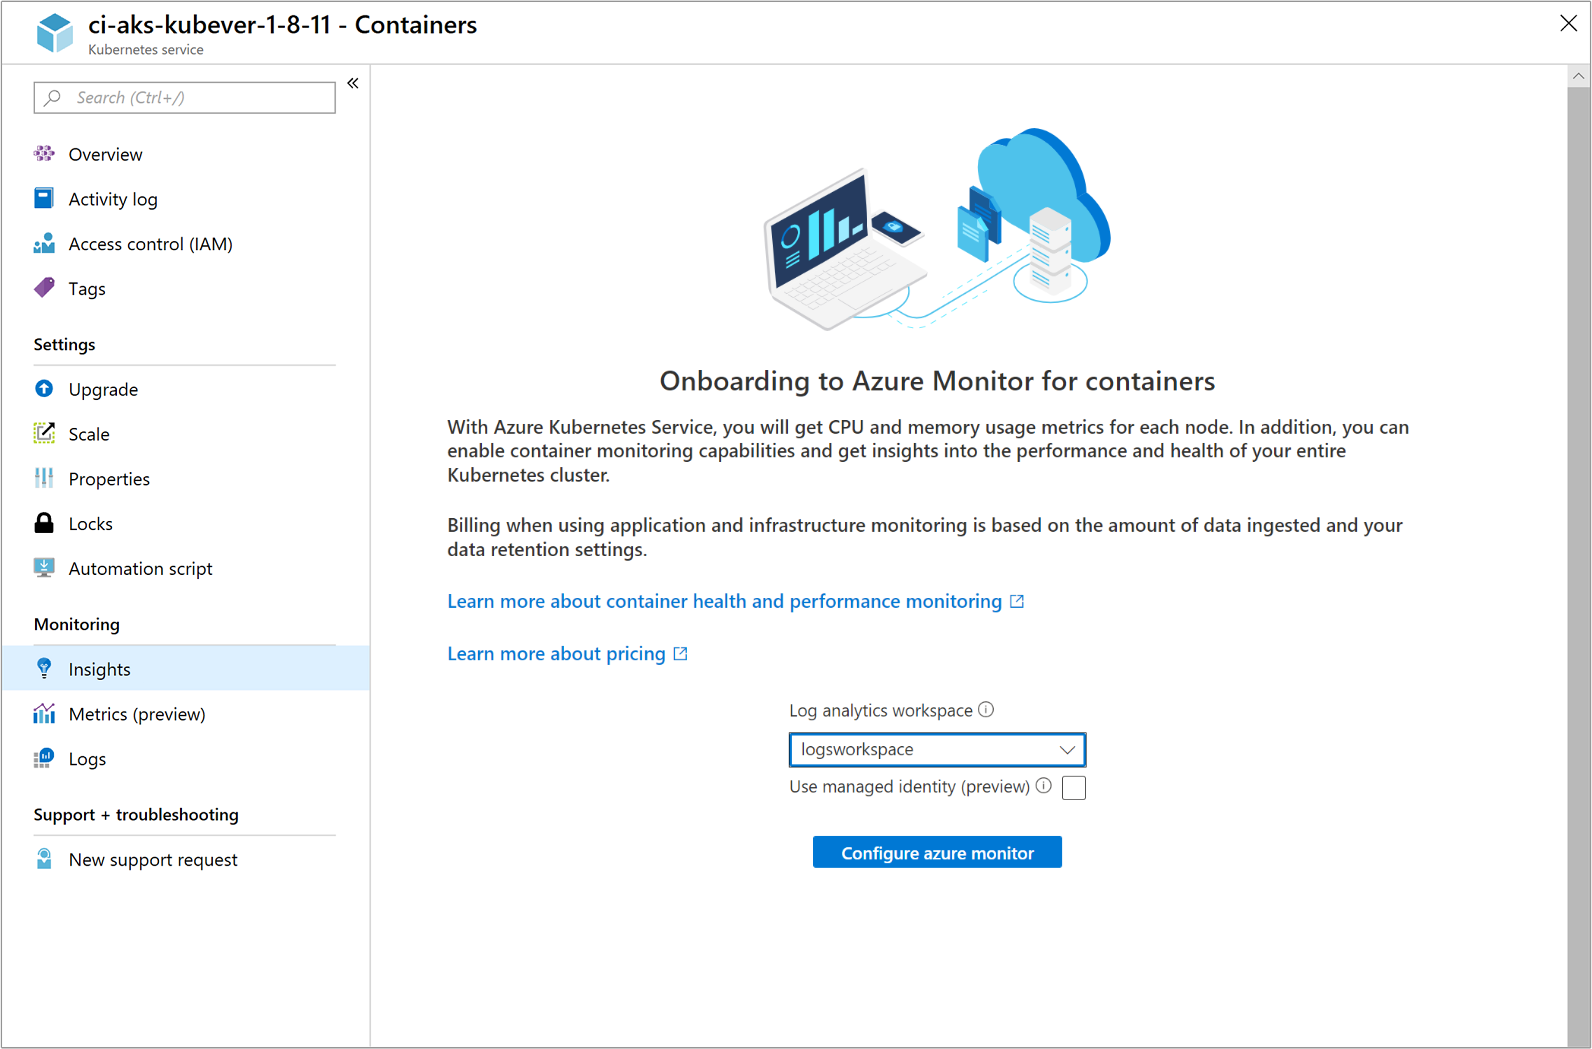 ci-aks-kubever-1-8-11 - Containers
Kubernetes service
Search (Ctrl+/)
Overview
Activity log
Access control (IAM)
Tags
Settings
Upgrade
Scale
Properties
Locks
Automation script
Monitoring
Insights
Metrics (preview)
Logs
Support + troubleshooting
New support request
Onboarding to Azure Monitor for containers
With Azure Kubernetes Service, you will get CPU and memory usage metrics for each node. In addition, you can
enable container monitoring capabilities and get insights into the performance and health of your entire
Kubernetes cluster.
Billing when using application and infrastructure monitoring is based on the amount of data ingested and your
data retention settings.
Learn more about container health and performance monitoring
Learn more about pricing
Log analytics workspace
logsworkspace
Use managed identity (preview)
Configure azure monitor